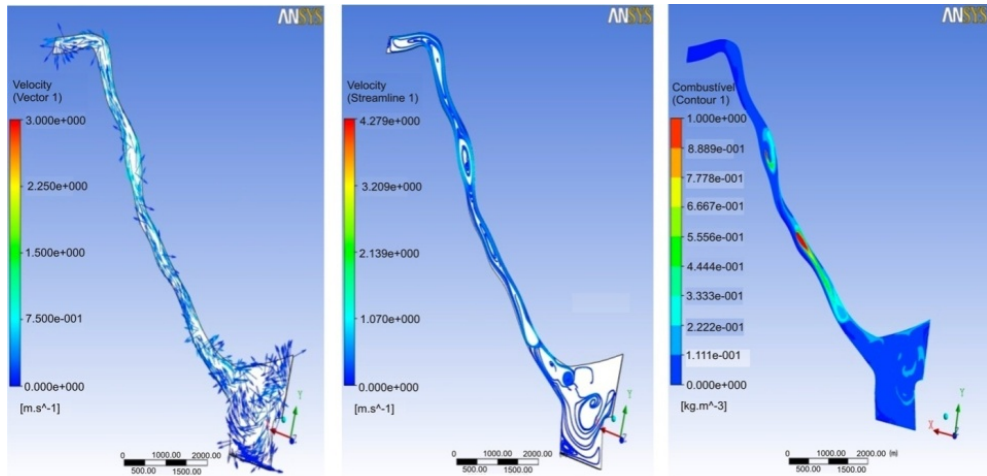 ANSYS
Velocity
(Vector 1)
3.000e+000
2.250e+000
1.500e+000
7.500e-001
0.000e+000
[m.s^-1]
Y
X
0.00
1000.00
2000.00
(m)
500.00
1500.00
ANSYS
Velocity
(Streamline 1)
4.279e+000
3.209e+000
2.139e+000
1.070e+000
0.000e+000
[m.s^-1]
Y
X
0.00
1000.00
2000.00
(m)
500.00
1500.00
ANSYS
Combustível
(Contour 1)
1.000e+000
8.889e-001
7.778e-001
6.667e-001
5.556e-001
4.444e-001
3.333e-001
2.222e-001
1.111e-001
0.000e+000
[kg.m^-3]
Y
X
Z
0.00
1000.00
2000.00
(m)
500.00
1500.00